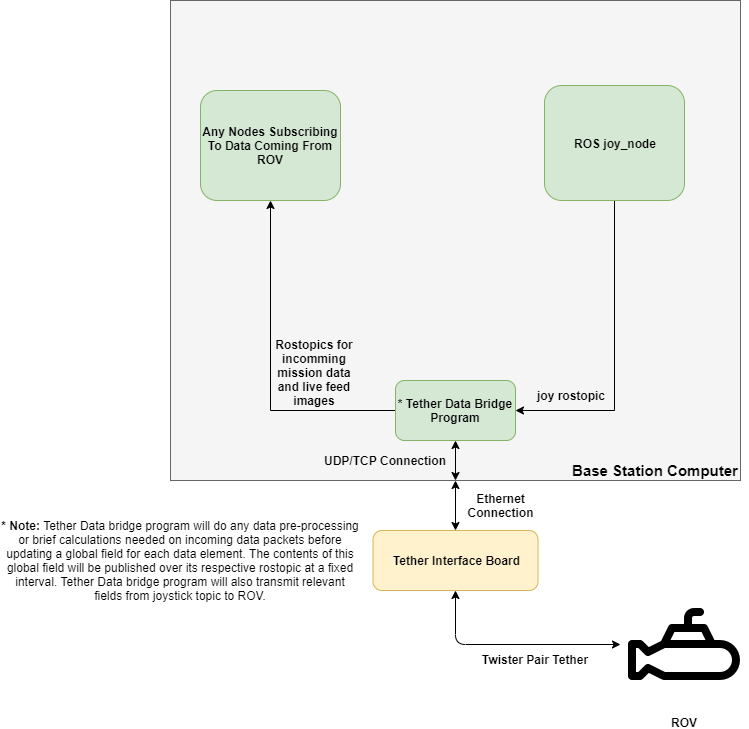 Any Nodes Subscribing
To Data Coming From
ROV
ROS joy_node
Rostopics for
incomming
mission data
and live feed
images
* Tether Data Bridge
Program
joy rostopic
UDP/TCP Connection
Base Station Computer
Ethernet
Connection
* Note: Tether Data bridge program will do any data pre-processing
or brief calculations needed on incoming data packets before
updating a global field for each data element. The contents of this
global field will be published over its respective rostopic at a fixed
interval. Tether Data bridge program will also transmit relevant
fields from joystick topic to ROV.
Tether Interface Board
Twister Pair Tether
ROV